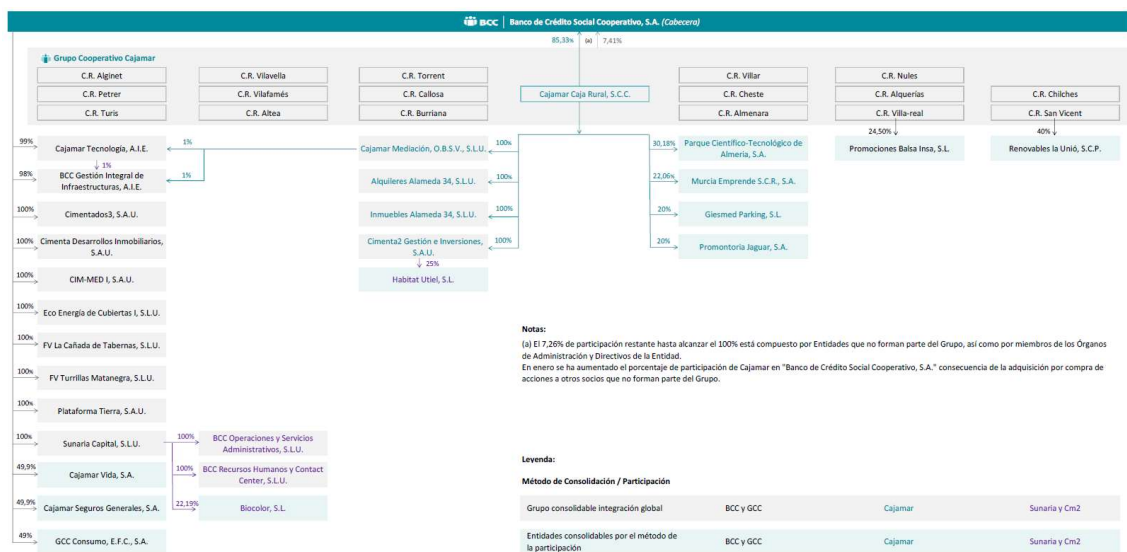 BCC | Banco de Crédito Social Cooperativo, S.A. (Cabecera)
85,33% (a) 7,41%
Grupo Cooperativo Cajamar
C.R. Alginet
C.R. Vilavella
C.R. Torrent
C.R. Villar
C.R. Nules
C.R. Petrer
C.R. Vilafamés
C.R. Callosa
Cajamar Caja Rural, S.C.C.
C.R. Cheste
C.R. Alquerías
C.R. Chilches
C.R. Turis
C.R. Altea
C.R. Burriana
C.R. Almenara
C.R. Villa-real
C.R. San Vicent
99%
Cajamar Tecnología, A.I.E.
1%
Cajamar Mediación, O.B.S.V., S.L.U.
100%
30,18%
Parque Científico-Tecnológico de
Almería, S.A.
24,50%
Promociones Balsa Insa, S.L.
40%
Renovables la Unió, S.C.P.
1%
98%
BCC Gestión Integral de
Infraestructuras, A.I.E.
1%
Alquileres Alameda 34, S.L.U.
100%
22,06%
Murcia Emprende S.C.R., S.A.
100%
Cimentados3, S.A.U.
Inmuebles Alameda 34, S.L.U.
100%
20%
Giesmed Parking, S.L.
100%
Cimenta Desarrollos Inmobiliarios,
S.A.U.
Cimenta2 Gestión e Inversiones,
S.A.U.
100%
20%
Promontoria Jaguar, S.A.
25%
100%
CIM-MED I, S.A.U.
Habitat Utiel, S.L.
100%
Eco Energía de Cubiertas I, S.L.U.
100%
FV La Cañada de Tabernas, S.L.U.
100%
FV Turrillas Matanegra, S.L.U.
100%
Plataforma Tierra, S.A.U.
100%
Sunaria Capital, S.L.U.
100%
BCC Operaciones y Servicios
Administrativos, S.L.U.
49,9%
Cajamar Vida, S.A.
100%
BCC Recursos Humanos y Contact
Center, S.L.U.
49,9%
Cajamar Seguros Generales, S.A.
22,19%
Biocolor, S.L.
49%
GCC Consumo, E.F.C., S.A.
Notas:
(a) El 7,26% de participación restante hasta alcanzar el 100% está compuesto por Entidades que no forman parte del Grupo, así como por miembros de los Órganos
de Administración y Directivos de la Entidad.
En enero se ha aumentado el porcentaje de participación de Cajamar en "Banco de Crédito Social Cooperativo, S.A." consecuencia de la adquisición por compra de
acciones a otros socios que no forman parte del Grupo.
Leyenda:
Método de Consolidación / Participación
Grupo consolidable integración global BCC y GCC Cajamar Sunaria y Cm2
Entidades consolidables por el método de
la participación BCC y GCC Cajamar Sunaria y Cm2